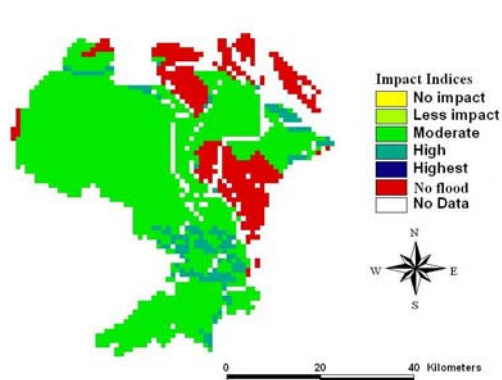 Impact Indices
No impact
Less impact
Moderate
High
Highest
No flood
No Data
N
W E
S
0 20 40 Kilometers